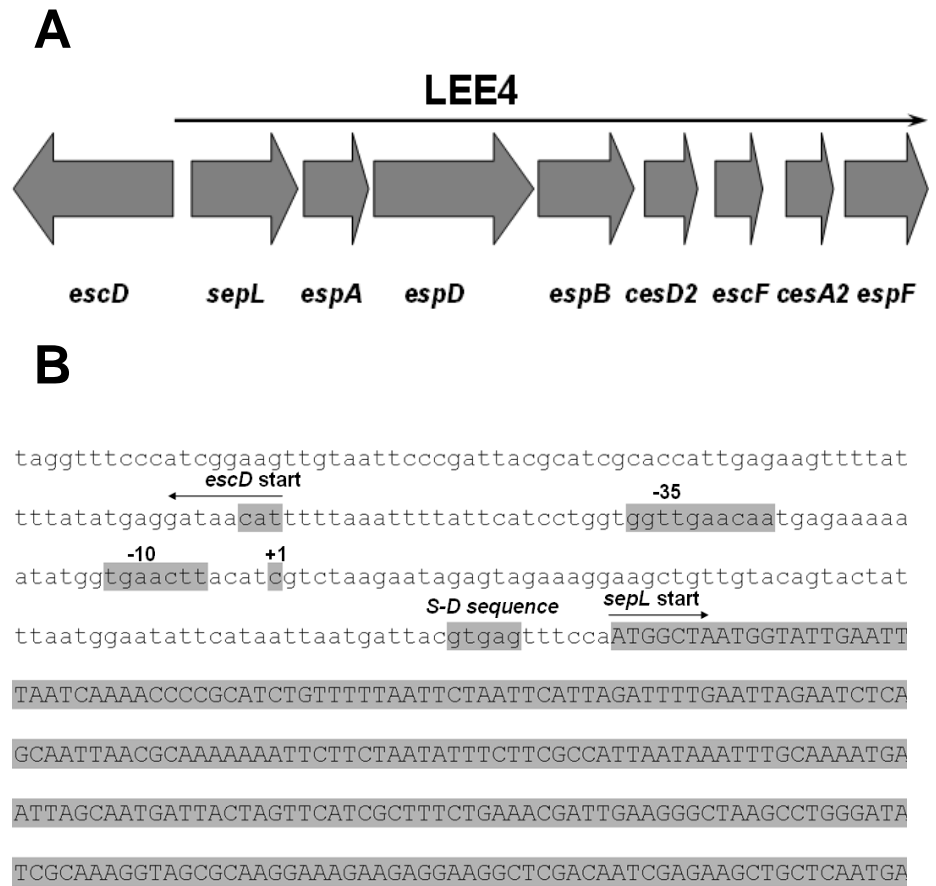 A
LEE4
escD sepL espA espD espB cesD2 escF cesA2 espF
B
taggtttcccatcggaagttgtaattcccgattacgcatcgcaccattgagaagttttat
escD start
-35
tttatatgaggataacattttttaaattttattcatcctggtggttgaacaatgagaaaaa
-10 +1
atatggtgaacttacatcgtctaagaatagagtagaaaggaagctgttgtacagtactat
S-D sequence sepL start
ttaatggaatattcataattaatgattacgtgagtttccaATGGCTAATGGTATTGAATT
TAATCAAAACCCCGCATCTGTTTTTAATTCTAATTCATTAGATTTTGAATTAGAATCTCA
GCAATTAACGCAAAAAAATTCTTCTAATATTTCTTCGCCATTAATAAATTTGCAAAATGA
ATTAGCAATGATTACTAGTTCATCGCTTTCTGAAACGATTGAAGGGCTAAGCCTGGGATA
TCGCAAAGGTAGCGCAAGGAAAGAAGAGGAAGGCTCGACAATCGAGAAGCTGCTCAATGA